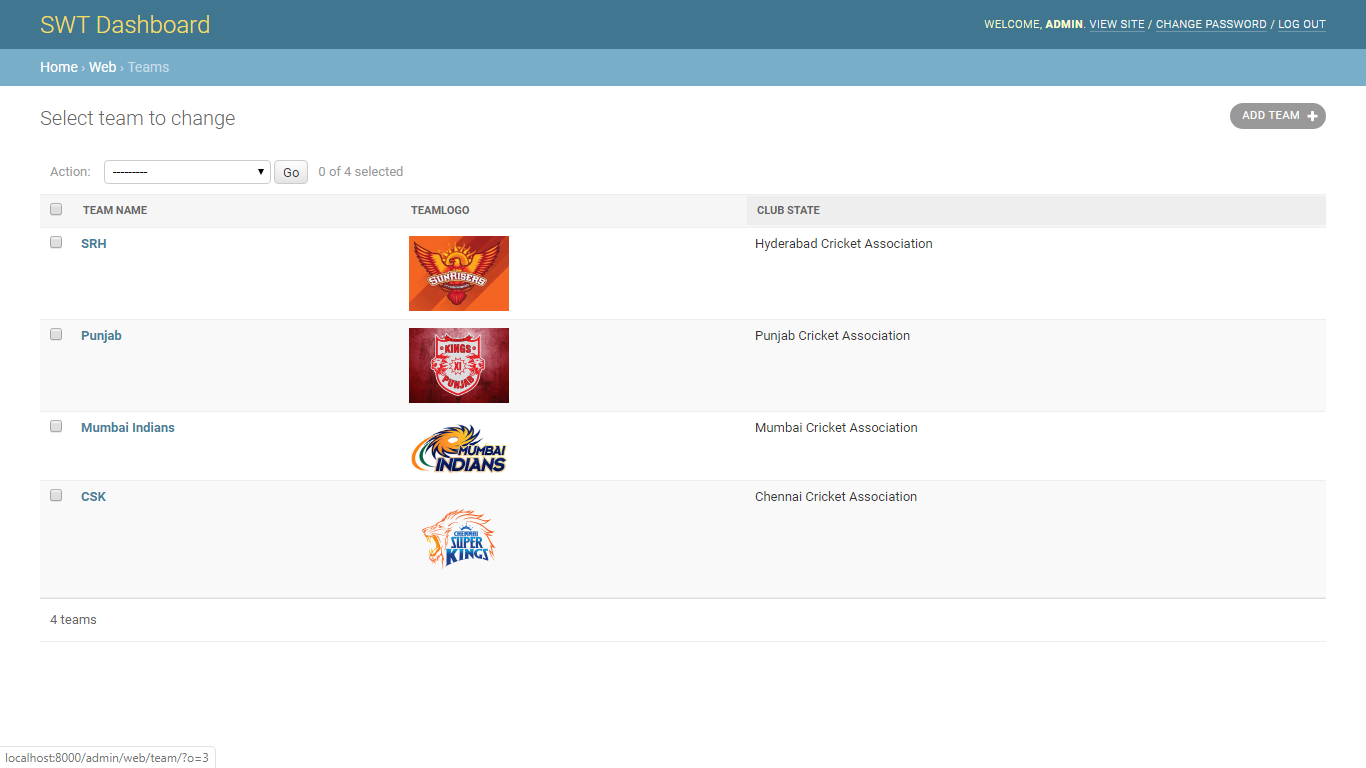 SWT Dashboard
WELCOME, ADMIN. VIEW SITE / CHANGE PASSWORD / LOG OUT
Home › Web › Teams
Select team to change
ADD TEAM +
Action: --------- Go 0 of 4 selected
TEAM NAME TEAMLOGO CLUB STATE
SRH Hyderabad Cricket Association
SUNRISERS
Punjab Punjab Cricket Association
KINGS
XI
PUNJAB
Mumbai Indians Mumbai Cricket Association
MUMBAI
INDIANS
CSK Chennai Cricket Association
CHENNAI
SUPER
KINGS
4 teams
localhost:8000/admin/web/team/?o=3